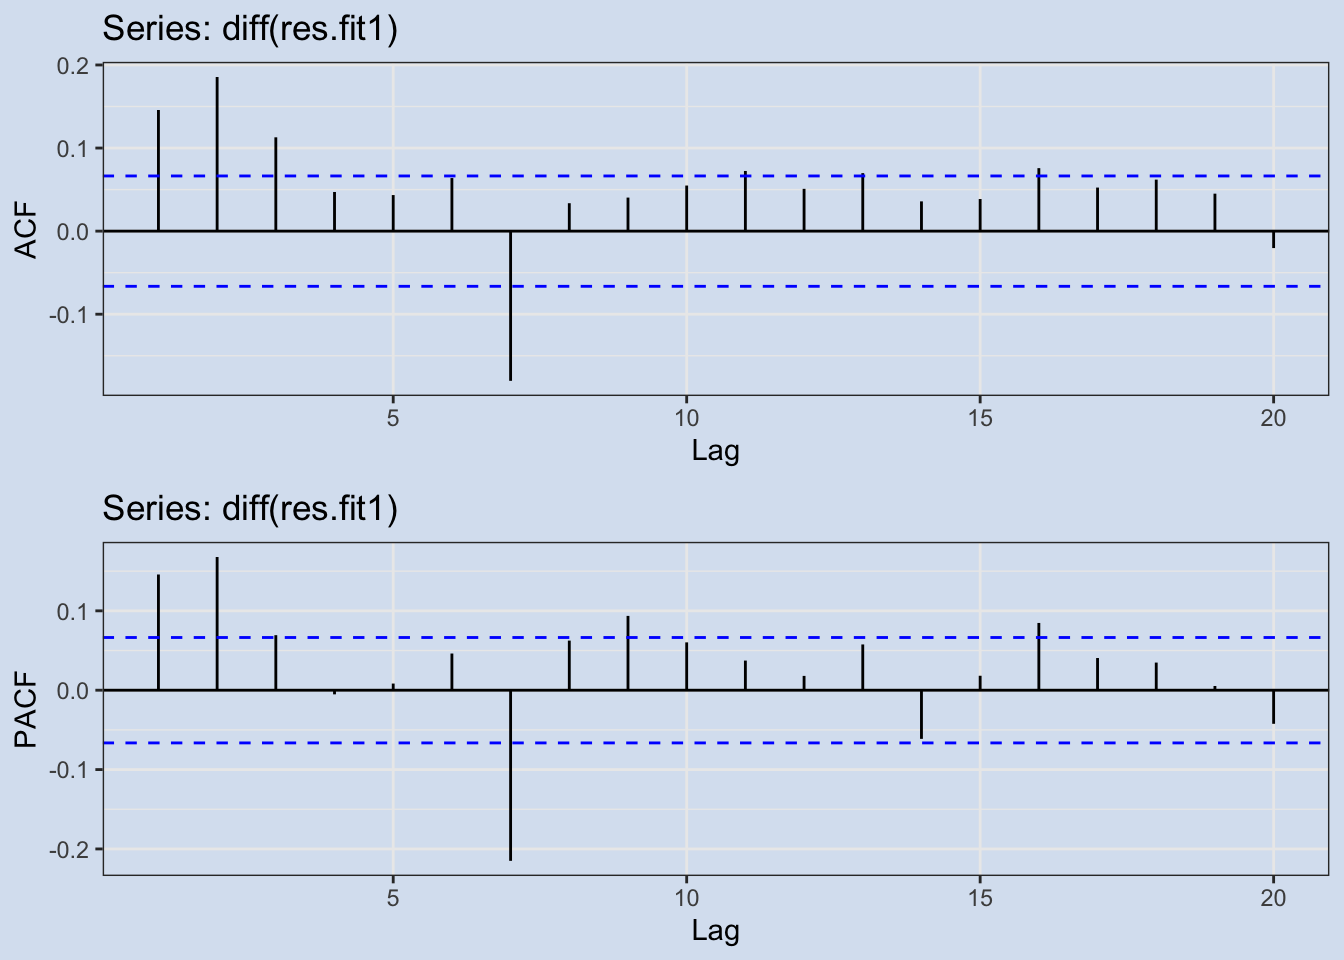 Series: diff(res.fit1)
0.2
0.1
0.0
-0.1
ACF
5 10 15 20
Lag
Series: diff(res.fit1)
0.1
0.0
-0.1
-0.2
PACF
5 10 15 20
Lag